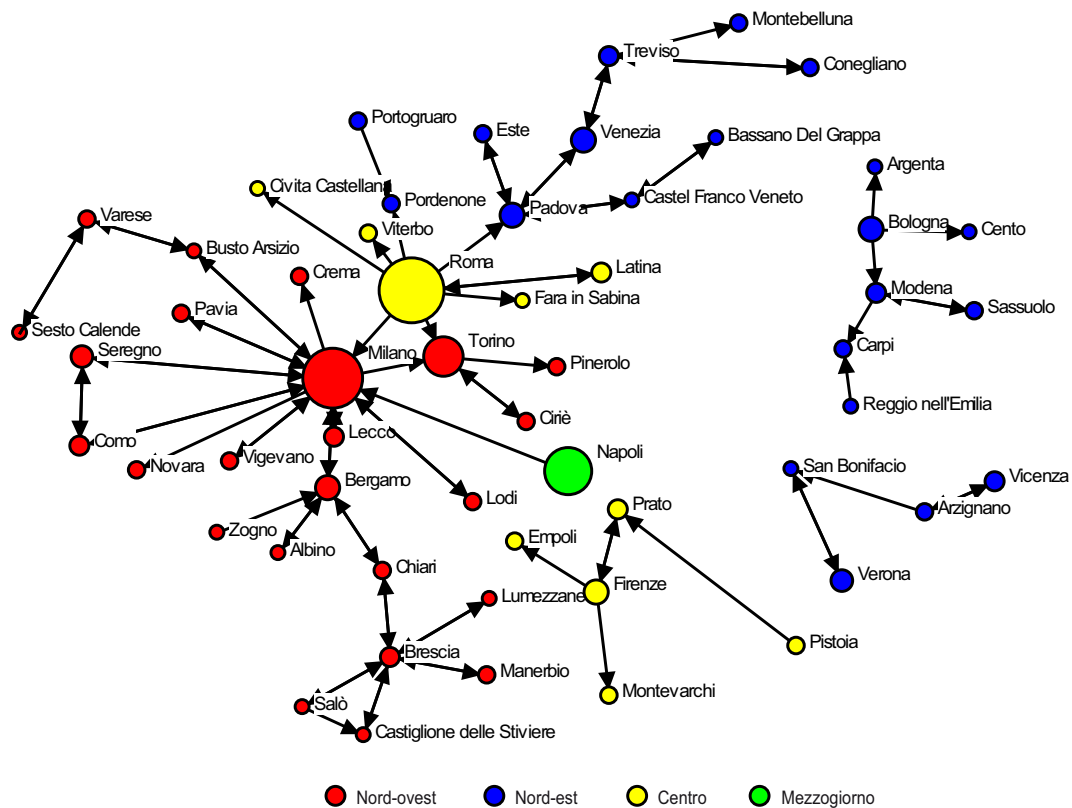 Montebelluna
Treviso
Conegliano
Portogruaro
Este
Venezia
Bassano Del Grappa
Argenta
Civita Castellana
Pordenone
Padova
Castel Franco Veneto
Varese
Viterbo
Bologna
Cento
Busto Arsizio
Crema
Roma
Latina
Pavia
Fara in Sabina
Modena
Sassuolo
Sesto Calende
Seregno
Milano
Torino
Pinerolo
Carpi
Reggio nell'Emilia
Como
Novara
Vigevano
Lecco
Ciriè
Napoli
San Bonifacio
Vicenza
Bergamo
Lodi
Prato
Arzignano
Zogno
Albino
Empoli
Chiari
Lumezzane
Firenze
Verona
Brescia
Manerbio
Montevarchi
Pistoia
Salò
Castiglione delle Stiviere
Nord-ovest
Nord-est
Centro
Mezzogiorno